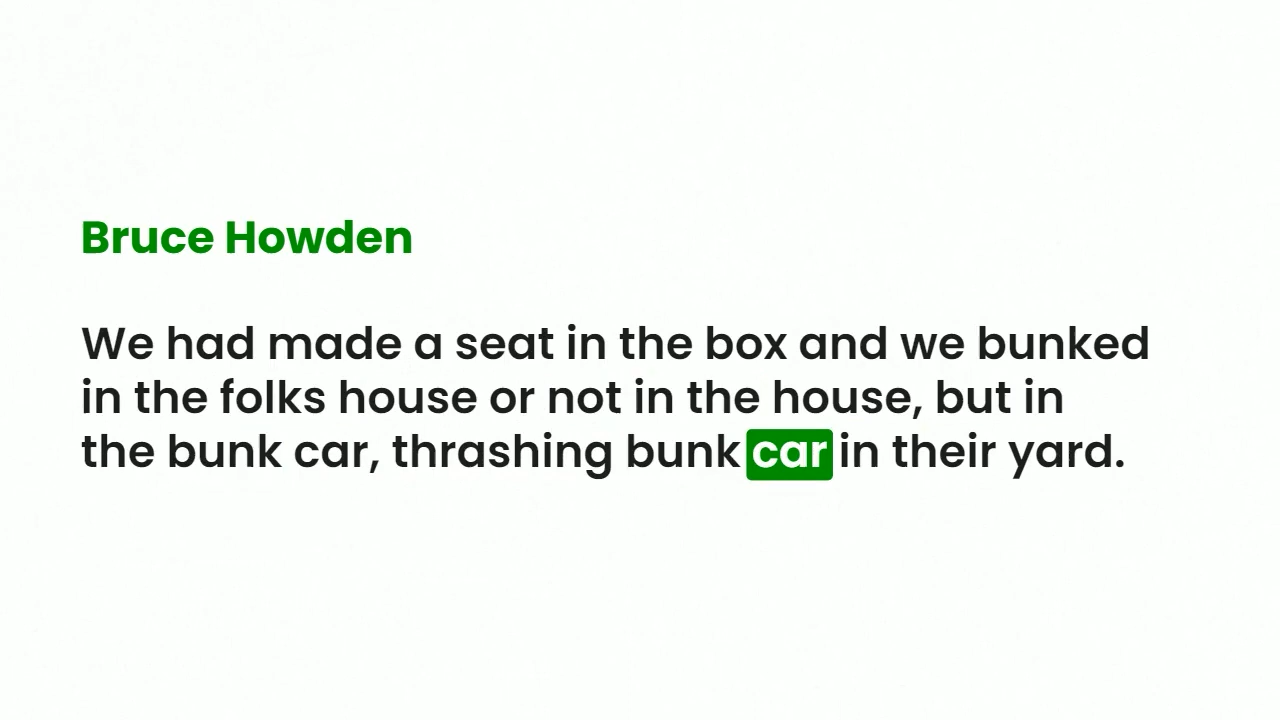 Bruce Howden
We had made a seat in the box and we bunked
in the folks house or not in the house, but in
the bunk car, thrashing bunk car in their yard.